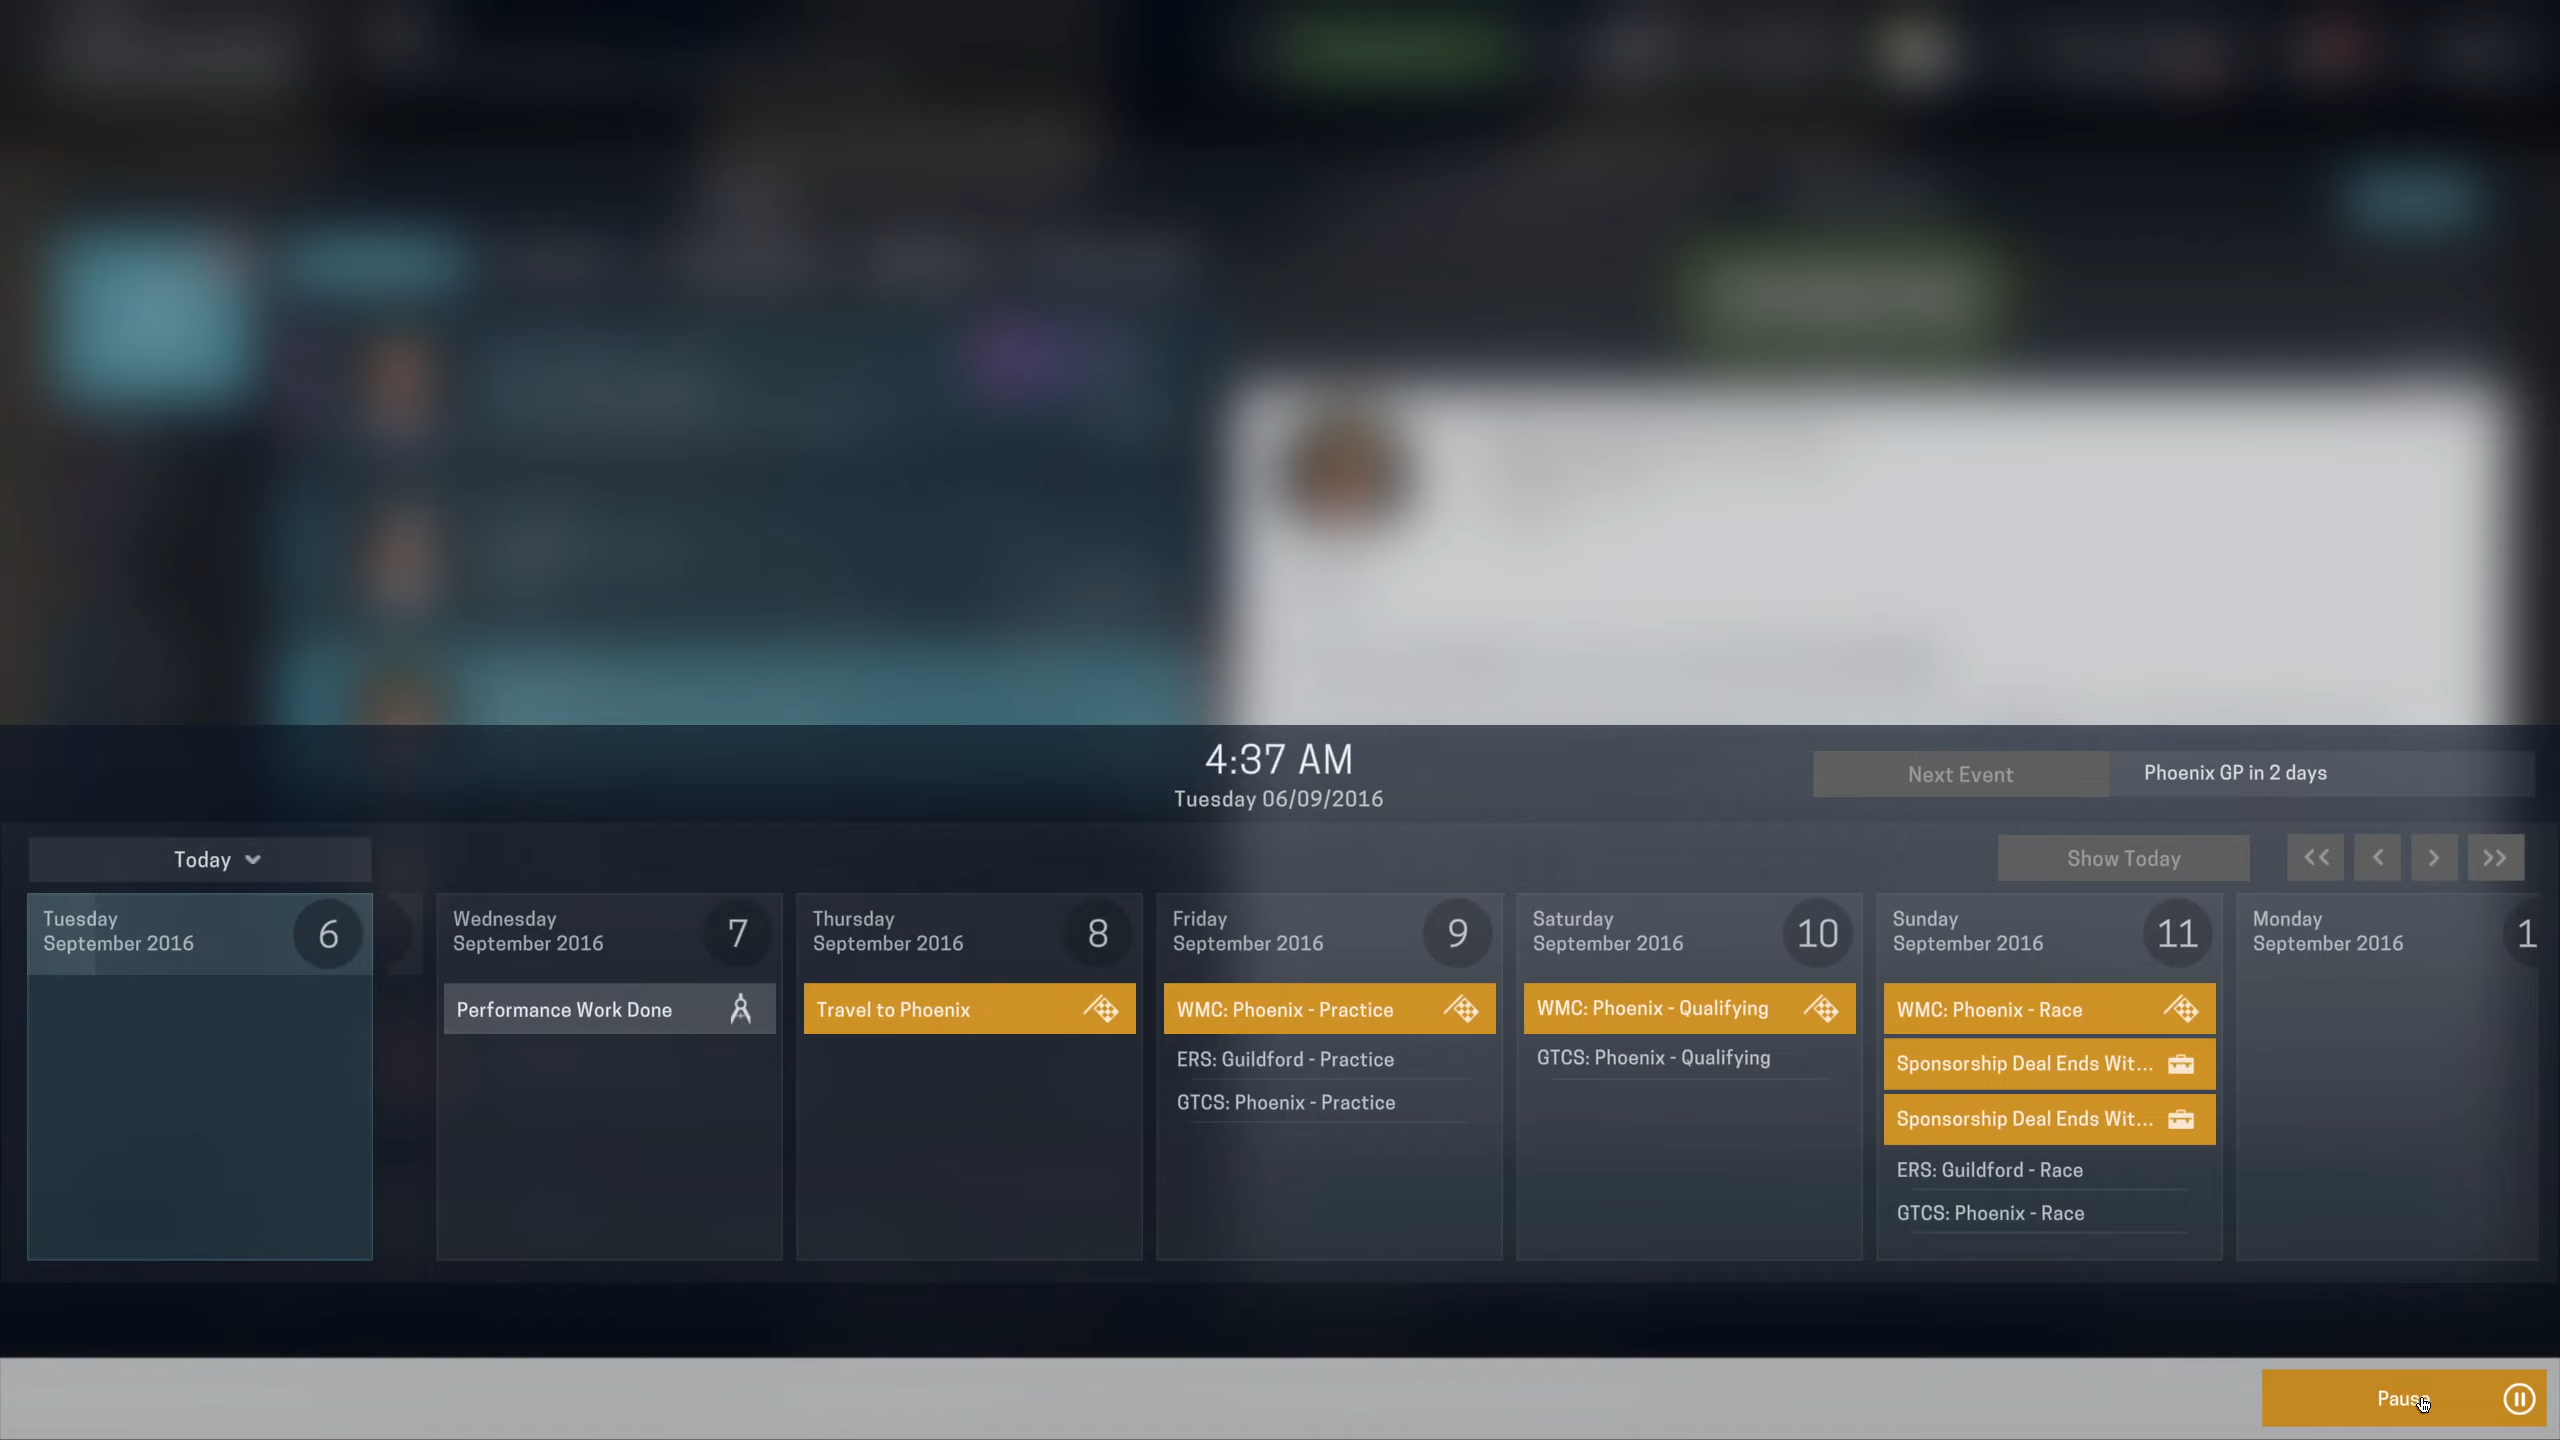 4:37 AM
Tuesday 06/09/2016
Next Event
Phoenix GP in 2 days
Today
Show Today
Tuesday
September 2016
6
Wednesday
September 2016
7
Performance Work Done
Thursday
September 2016
8
Travel to Phoenix
Friday
September 2016
9
WMC: Phoenix - Practice
ERS: Guildford - Practice
GTCS: Phoenix - Practice
Saturday
September 2016
10
WMC: Phoenix - Qualifying
GTCS: Phoenix - Qualifying
Sunday
September 2016
11
WMC: Phoenix - Race
Sponsorship Deal Ends Wit...
Sponsorship Deal Ends Wit...
ERS: Guildford - Race
GTCS: Phoenix - Race
Monday
September 2016
1
Pause